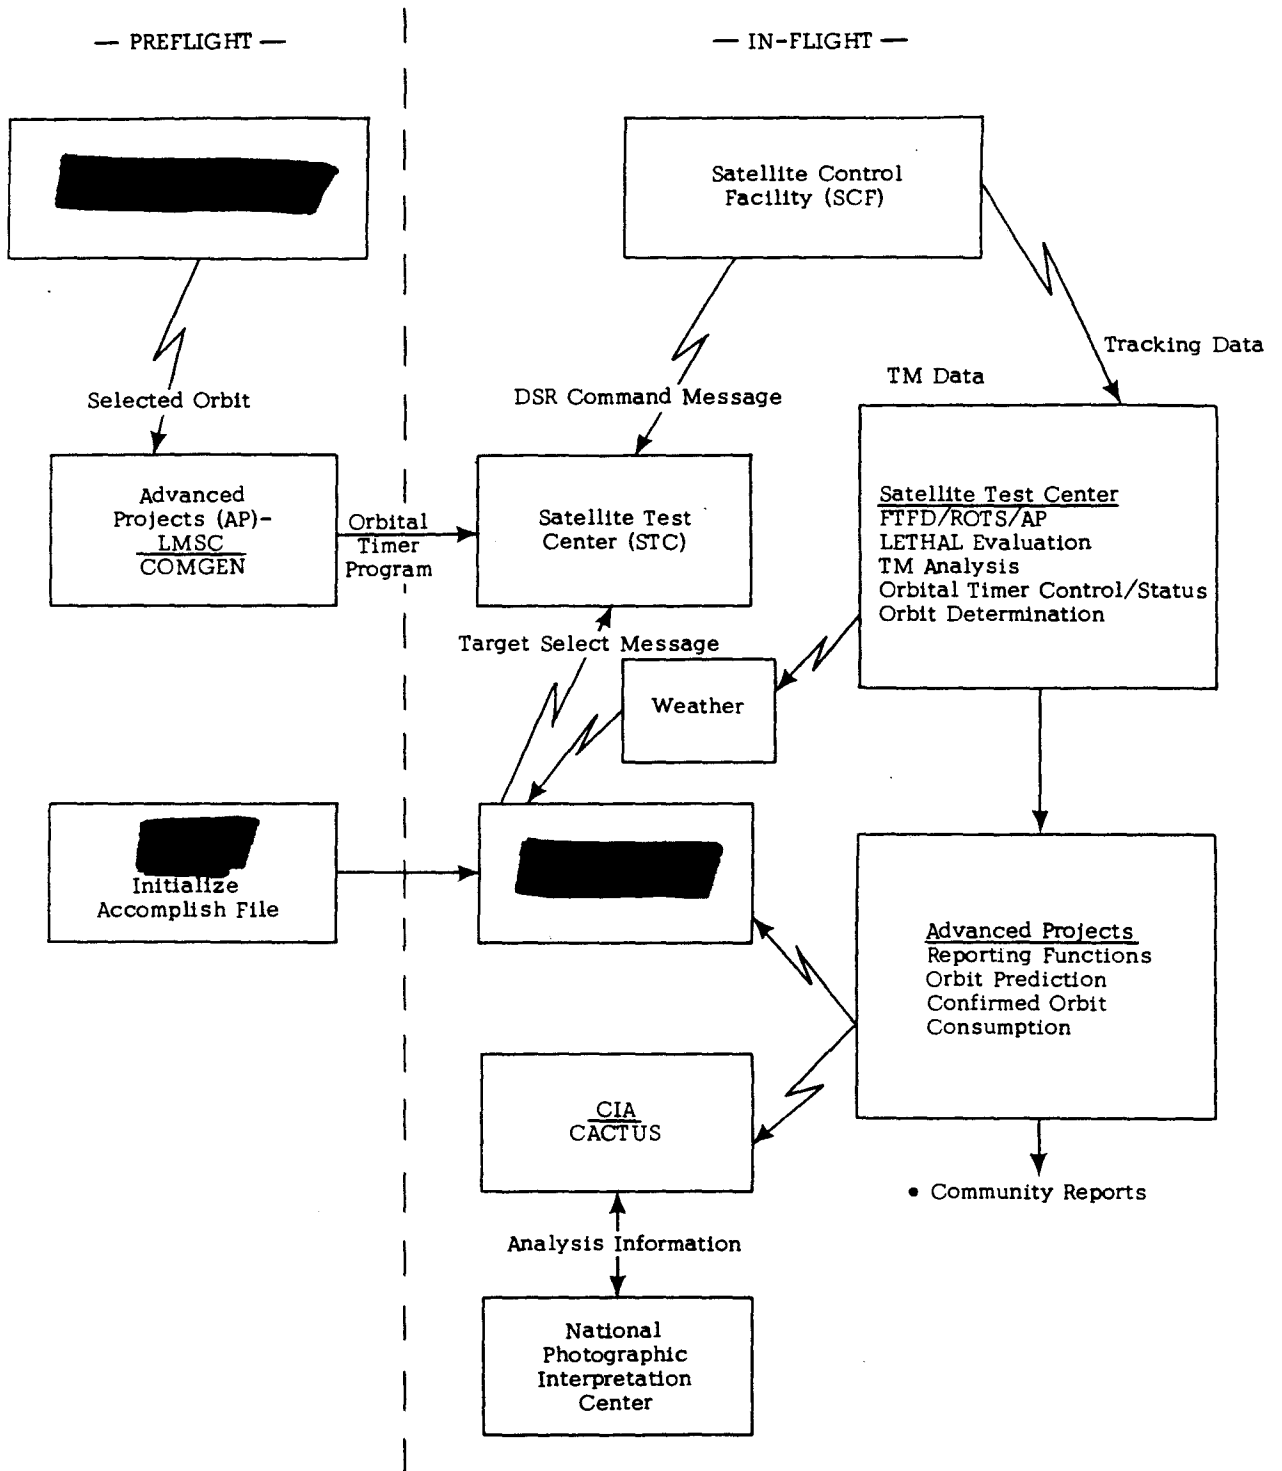 — PREFLIGHT —
— IN-FLIGHT —
Satellite Control
Facility (SCF)
Tracking Data
TM Data
Selected Orbit
DSR Command Message
Advanced
Projects (AP)-
LMSC
COMGEN
Orbital
Timer
Program
Satellite Test
Center (STC)
Satellite Test Center
FTFD/ROTS/AP
LETHAL Evaluation
TM Analysis
Orbital Timer Control/Status
Orbit Determination
Target Select Message
Weather
Initialize
Accomplish File
Advanced Projects
Reporting Functions
Orbit Prediction
Confirmed Orbit
Consumption
CIA
CACTUS
• Community Reports
Analysis Information
National
Photographic
Interpretation
Center